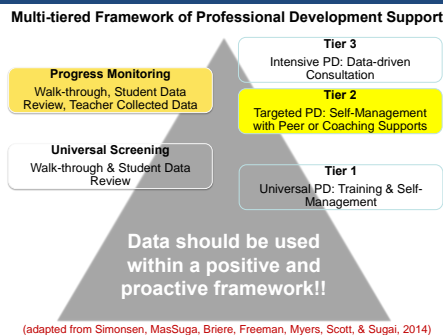 Multi-tiered Framework of Professional Development Support
Tier 3
Intensive PD: Data-driven
Consultation
Progress Monitoring
Walk-through, Student Data
Review, Teacher Collected Data
Tier 2
Targeted PD: Self-Management
with Peer or Coaching Supports
Universal Screening
Walk-through & Student Data
Review
Tier 1
Universal PD: Training & Self-
Management
Data should be used
within a positive and
proactive framework!!
(adapted from Simonsen, MasSuga, Briere, Freeman, Myers, Scott, & Sugai, 2014)